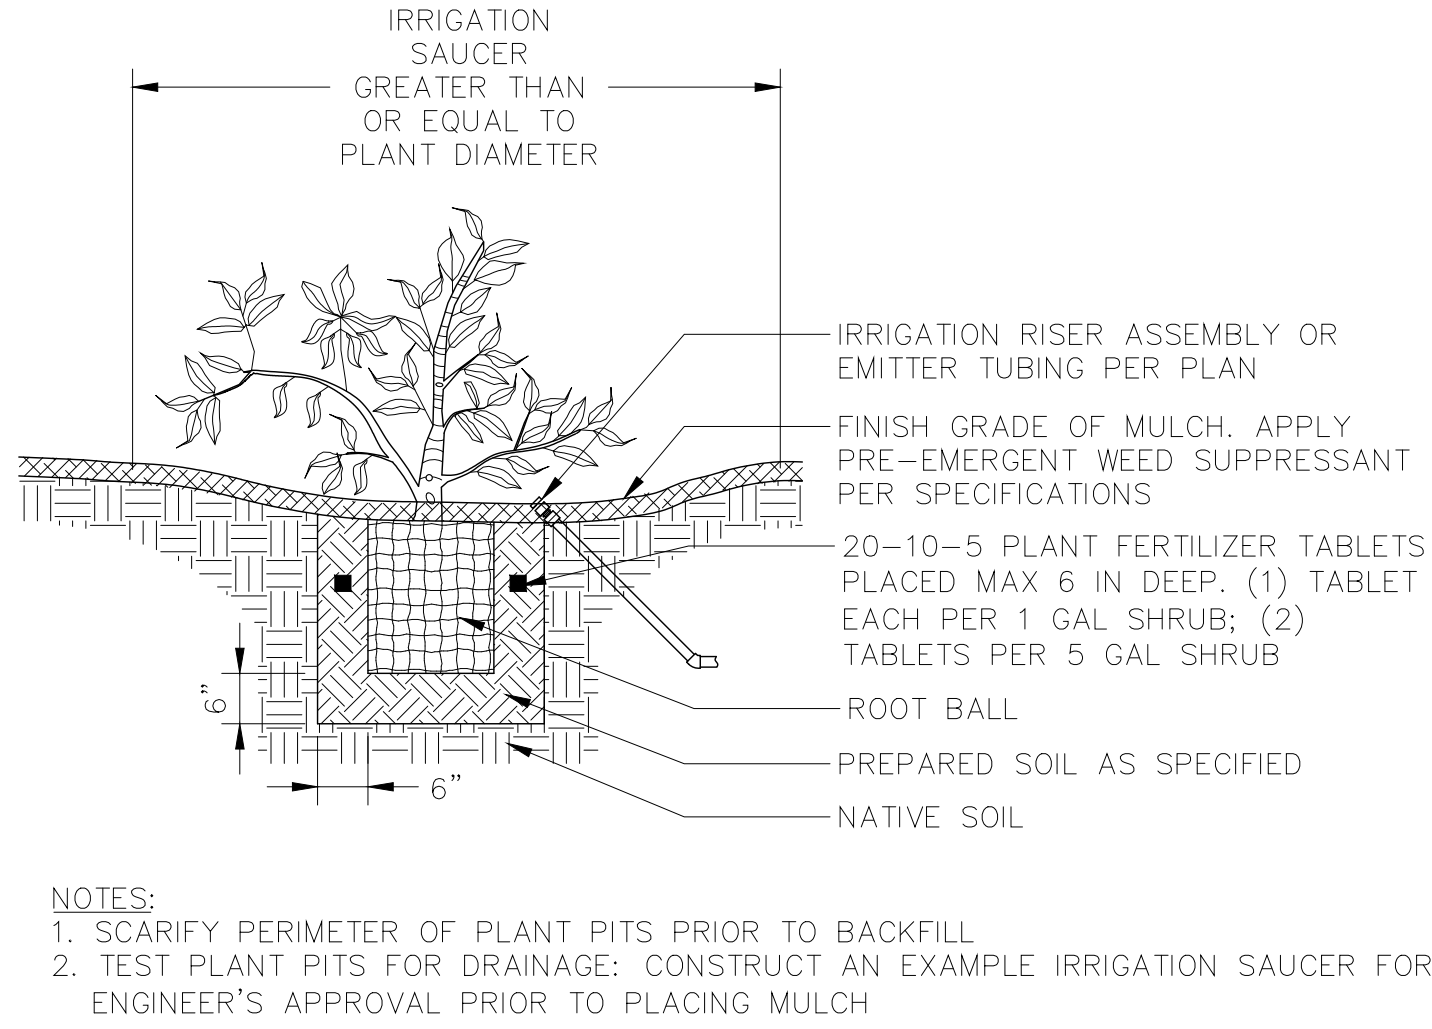 IRRIGATION
SAUCER
GREATER THAN
OR EQUAL TO
PLANT DIAMETER
IRRIGATION RISER ASSEMBLY OR
EMITTER TUBING PER PLAN
FINISH GRADE OF MULCH. APPLY
PRE-EMERGENT WEED SUPPRESSANT
PER SPECIFICATIONS
20-10-5 PLANT FERTILIZER TABLETS
PLACED MAX 6 IN DEEP. (1) TABLET
EACH PER 1 GAL SHRUB; (2)
TABLETS PER 5 GAL SHRUB
6"
ROOT BALL
PREPARED SOIL AS SPECIFIED
6"
NATIVE SOIL
NOTES:
1. SCARIFY PERIMETER OF PLANT PITS PRIOR TO BACKFILL
2. TEST PLANT PITS FOR DRAINAGE: CONSTRUCT AN EXAMPLE IRRIGATION SAUCER FOR
ENGINEER'S APPROVAL PRIOR TO PLACING MULCH